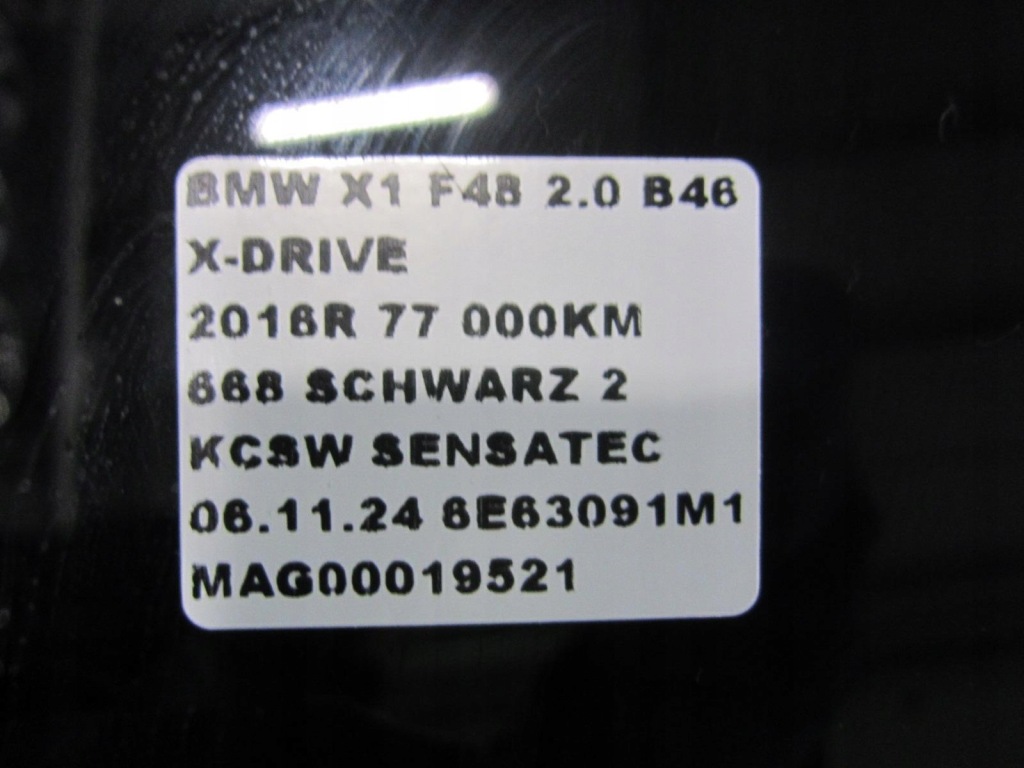 BMW X1 F48 2.0 B46
X-DRIVE
2016R 77 000KM
668 SCHWARZ 2
KCSW SENSATEC
06.11.24 6E63091M1
MAG00019521